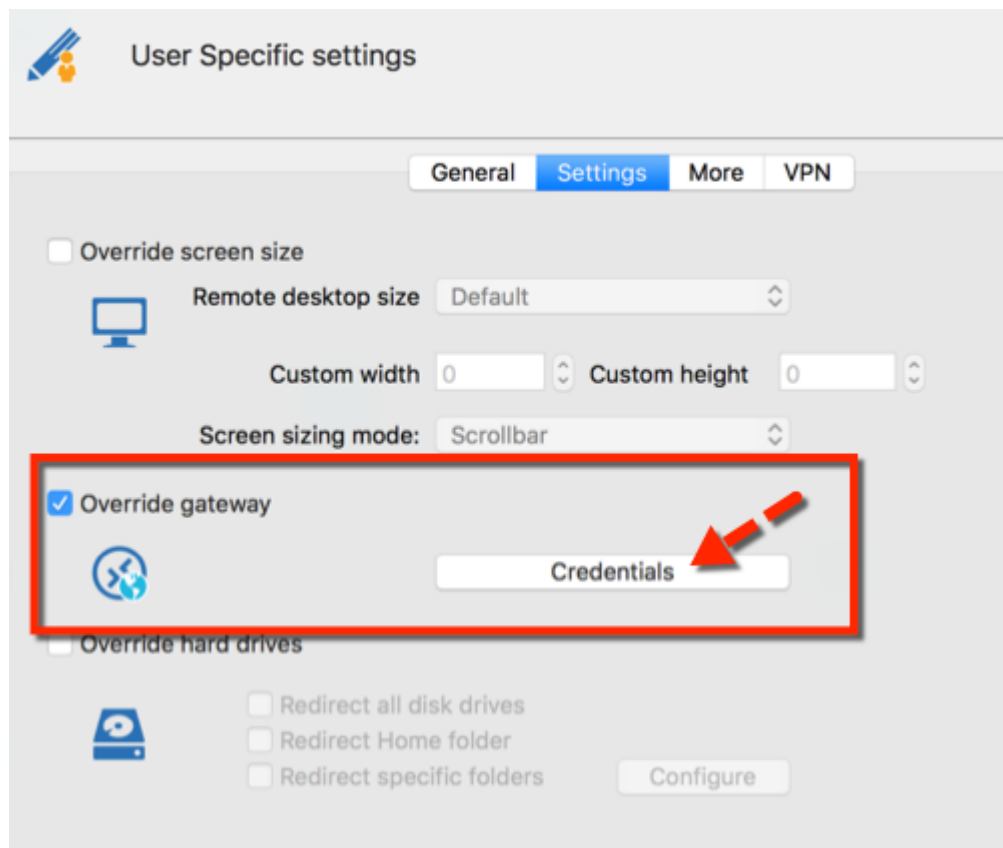 User Specific settings
General Settings More VPN
Override screen size
Remote desktop size Default
Custom width 0 Custom height 0
Screen sizing mode: Scrollbar
Override gateway
Credentials
Override hard drives
Redirect all disk drives
Redirect Home folder
Redirect specific folders Configure